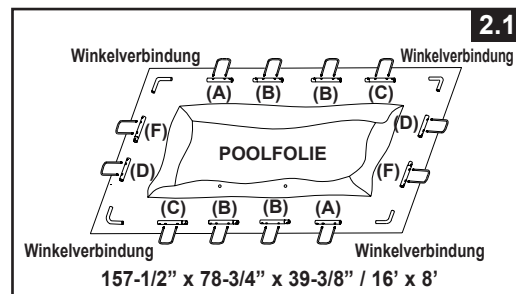 2.1
Winkelverbindung Winkelverbindung
(A) (B) (B) (C)
(F) (D)
POOLFOLIE
(D) (F)
(C) (B) (B) (A)
Winkelverbindung Winkelverbindung
157-1/2” x 78-3/4” x 39-3/8” / 16’ x 8’